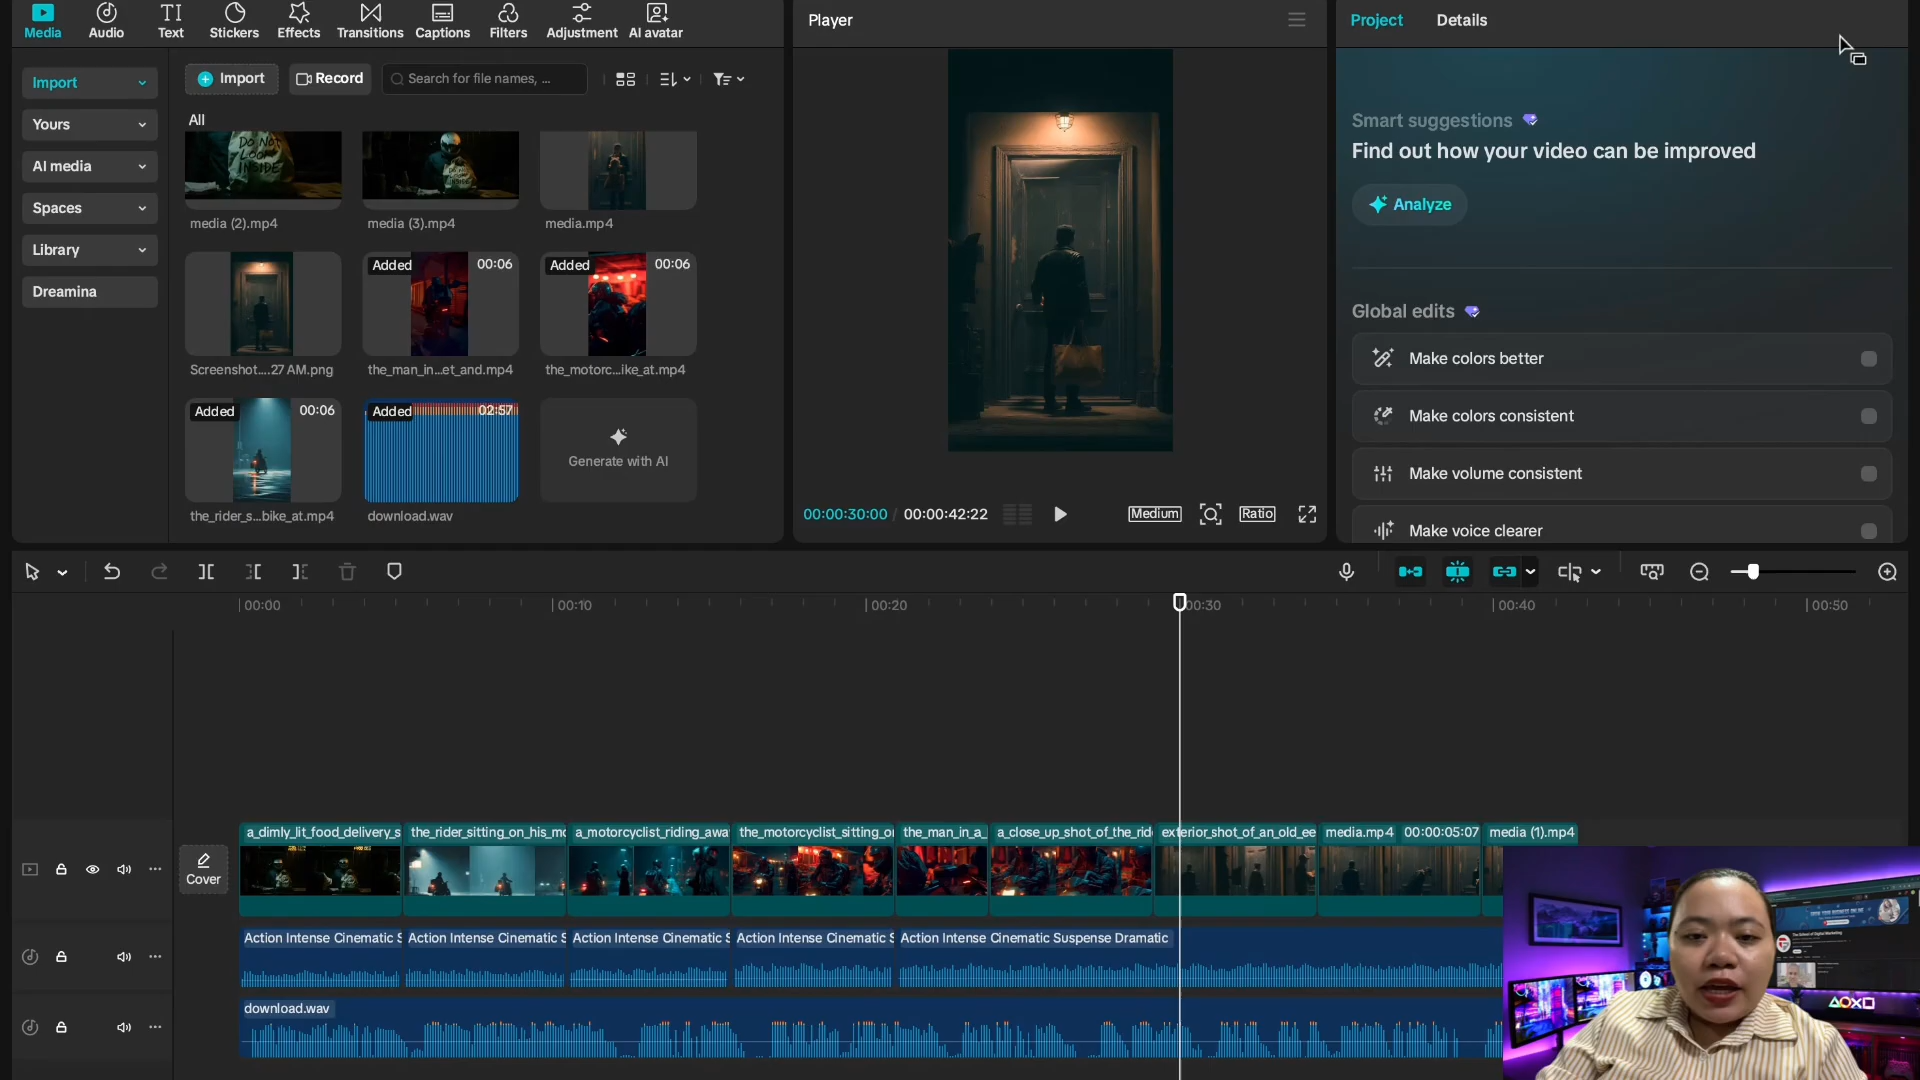 Media
Audio
Text
Stickers
Effects
Transitions
Captions
Filters
Adjustment
AI avatar
Player
Project
Details
Import
Yours
AI media
Spaces
Library
Dreamina
Import
Record
Search for file names, ...
All
DO NOT
LOOK
INSIDE
media (2).mp4
media (3).mp4
media.mp4
Screenshot....27 AM.png
Added
00:06
the_man_in...et_and.mp4
Added
00:06
the_motorc...ike_at.mp4
Added
00:06
the_rider_s...bike_at.mp4
Added
02:57
download.wav
Generate with AI
00:00:30:00 / 00:00:42:22
Medium
Ratio
Smart suggestions
Find out how your video can be improved
Analyze
Global edits
Make colors better
Make colors consistent
Make volume consistent
Make voice clearer
00:00
00:10
00:20
00:30
00:40
00:50
Cover
a_dimly_lit_food_delivery_s
the_rider_sitting_on_his_mo
a_motorcyclist_riding_awa
the_motorcyclist_sitting_o
the_man_in_a_
a_close_up_shot_of_the_rid
exterior_shot_of_an_old_ee
media.mp4 00:00:05:07
media (1).mp4
Action Intense Cinematic S
Action Intense Cinematic S
Action Intense Cinematic S
Action Intense Cinematic S
Action Intense Cinematic Suspense Dramatic
download.wav